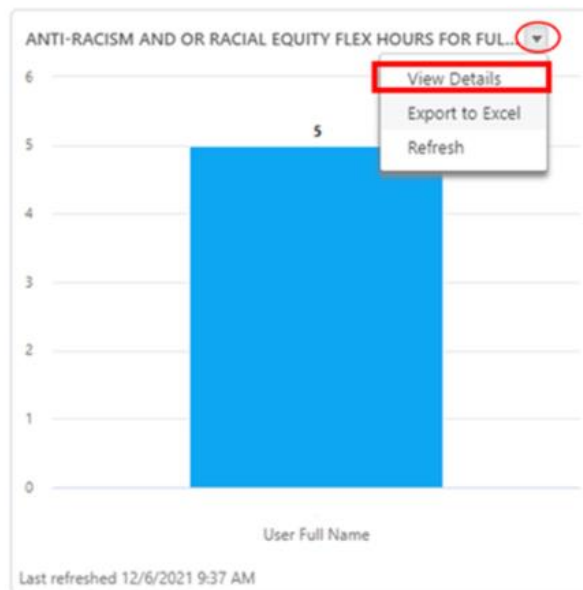 ANTI-RACISM AND OR RACIAL EQUITY FLEX HOURS FOR FUL...
View Details
Export to Excel
Refresh
6
5
5
4
3
2
1
0
User Full Name
Last refreshed 12/6/2021 9:37 AM